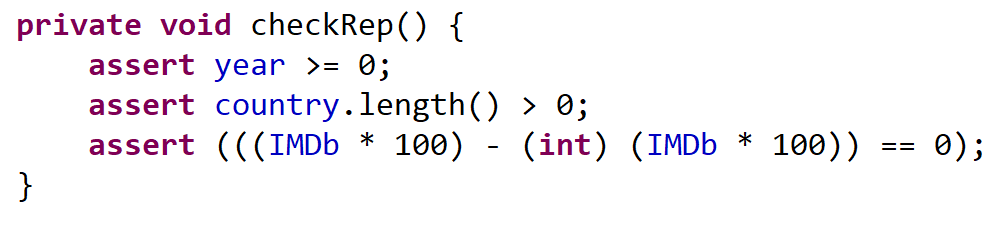 private void checkRep() {
    assert year >= 0;
    assert country.length() > 0;
    assert (((IMDb * 100) - (int) (IMDb * 100)) == 0);
}